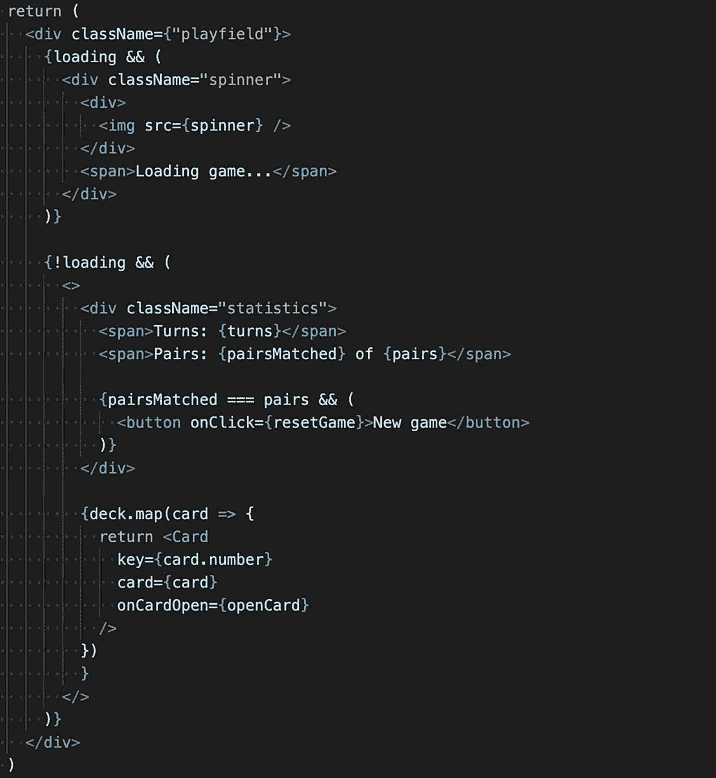 return (
<div className={"playfield"}>
{loading && (
<div className="spinner">
<div>
<img src={spinner} />
</div>
<span>Loading game...</span>
</div>
)}
{!loading && (
<>
<div className="statistics">
<span>Turns: {turns}</span>
<span>Pairs: {pairsMatched} of {pairs}</span>
{pairsMatched === pairs && (
<button onClick={resetGame}>New game</button>
)}
</div>
{deck.map(card => {
return <Card
key={card.number}
card={card}
onCardOpen={openCard}
/>
})
}
</>
)}
</div>
)